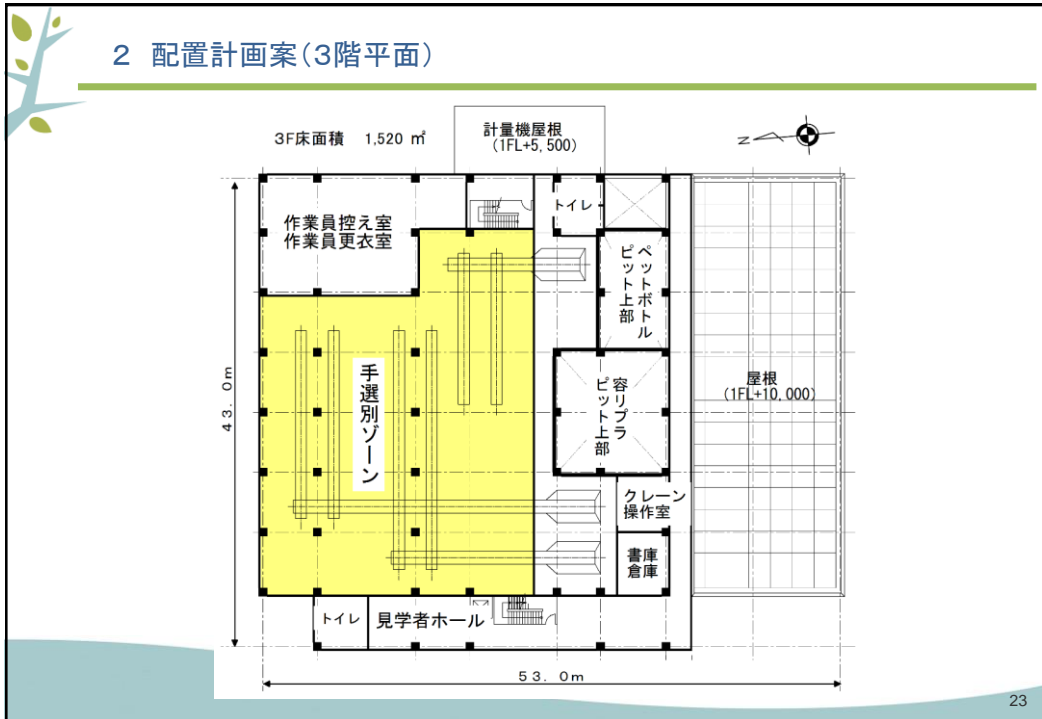 2 配置計画案(3階平面)
3F床面積 1,520 ㎡
計量機屋根
(1FL+5,500)
Z
トイレ
作業員控え室
作業員更衣室
ペットボトル
ピット上部
手選別ゾーン
容リプラ
ピット上部
屋根
(1FL+10,000)
43.0m
クレーン
操作室
書庫
倉庫
トイレ
見学者ホール
53.0m
23